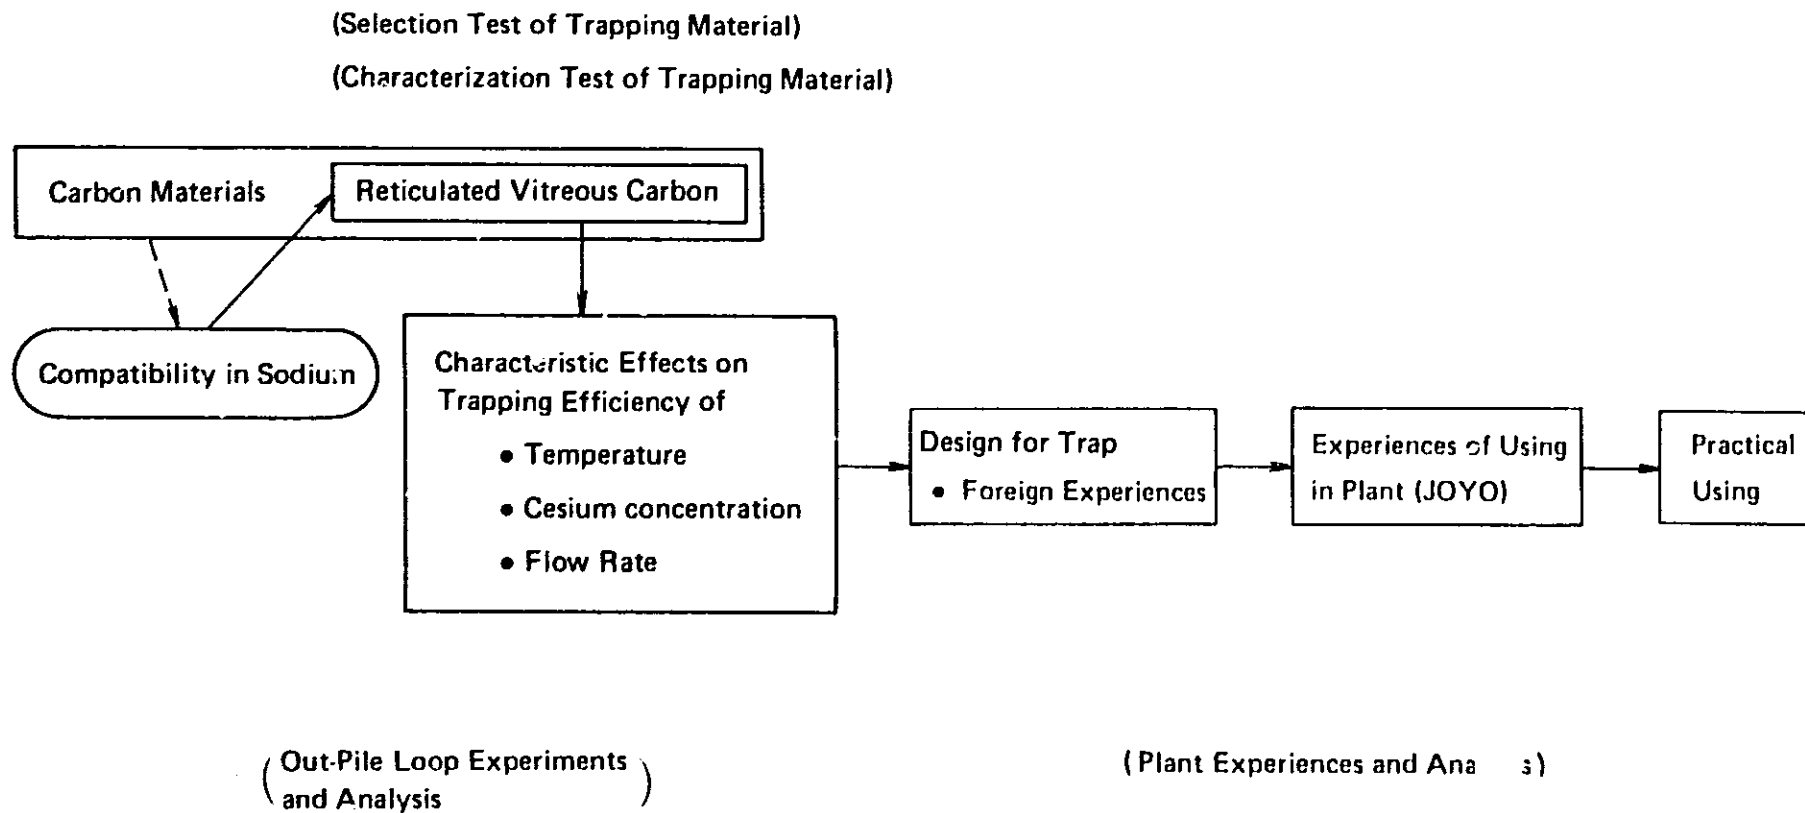 (Selection Test of Trapping Material)
(Characterization Test of Trapping Material)
Carbon Materials
Reticulated Vitreous Carbon
Compatibility in Sodium
Characteristic Effects on
Trapping Efficiency of
• Temperature
• Cesium concentration
• Flow Rate
Design for Trap
• Foreign Experiences
Experiences of Using
in Plant (JOYO)
Practical
Using
(Out-Pile Loop Experiments
and Analysis)
(Plant Experiences and